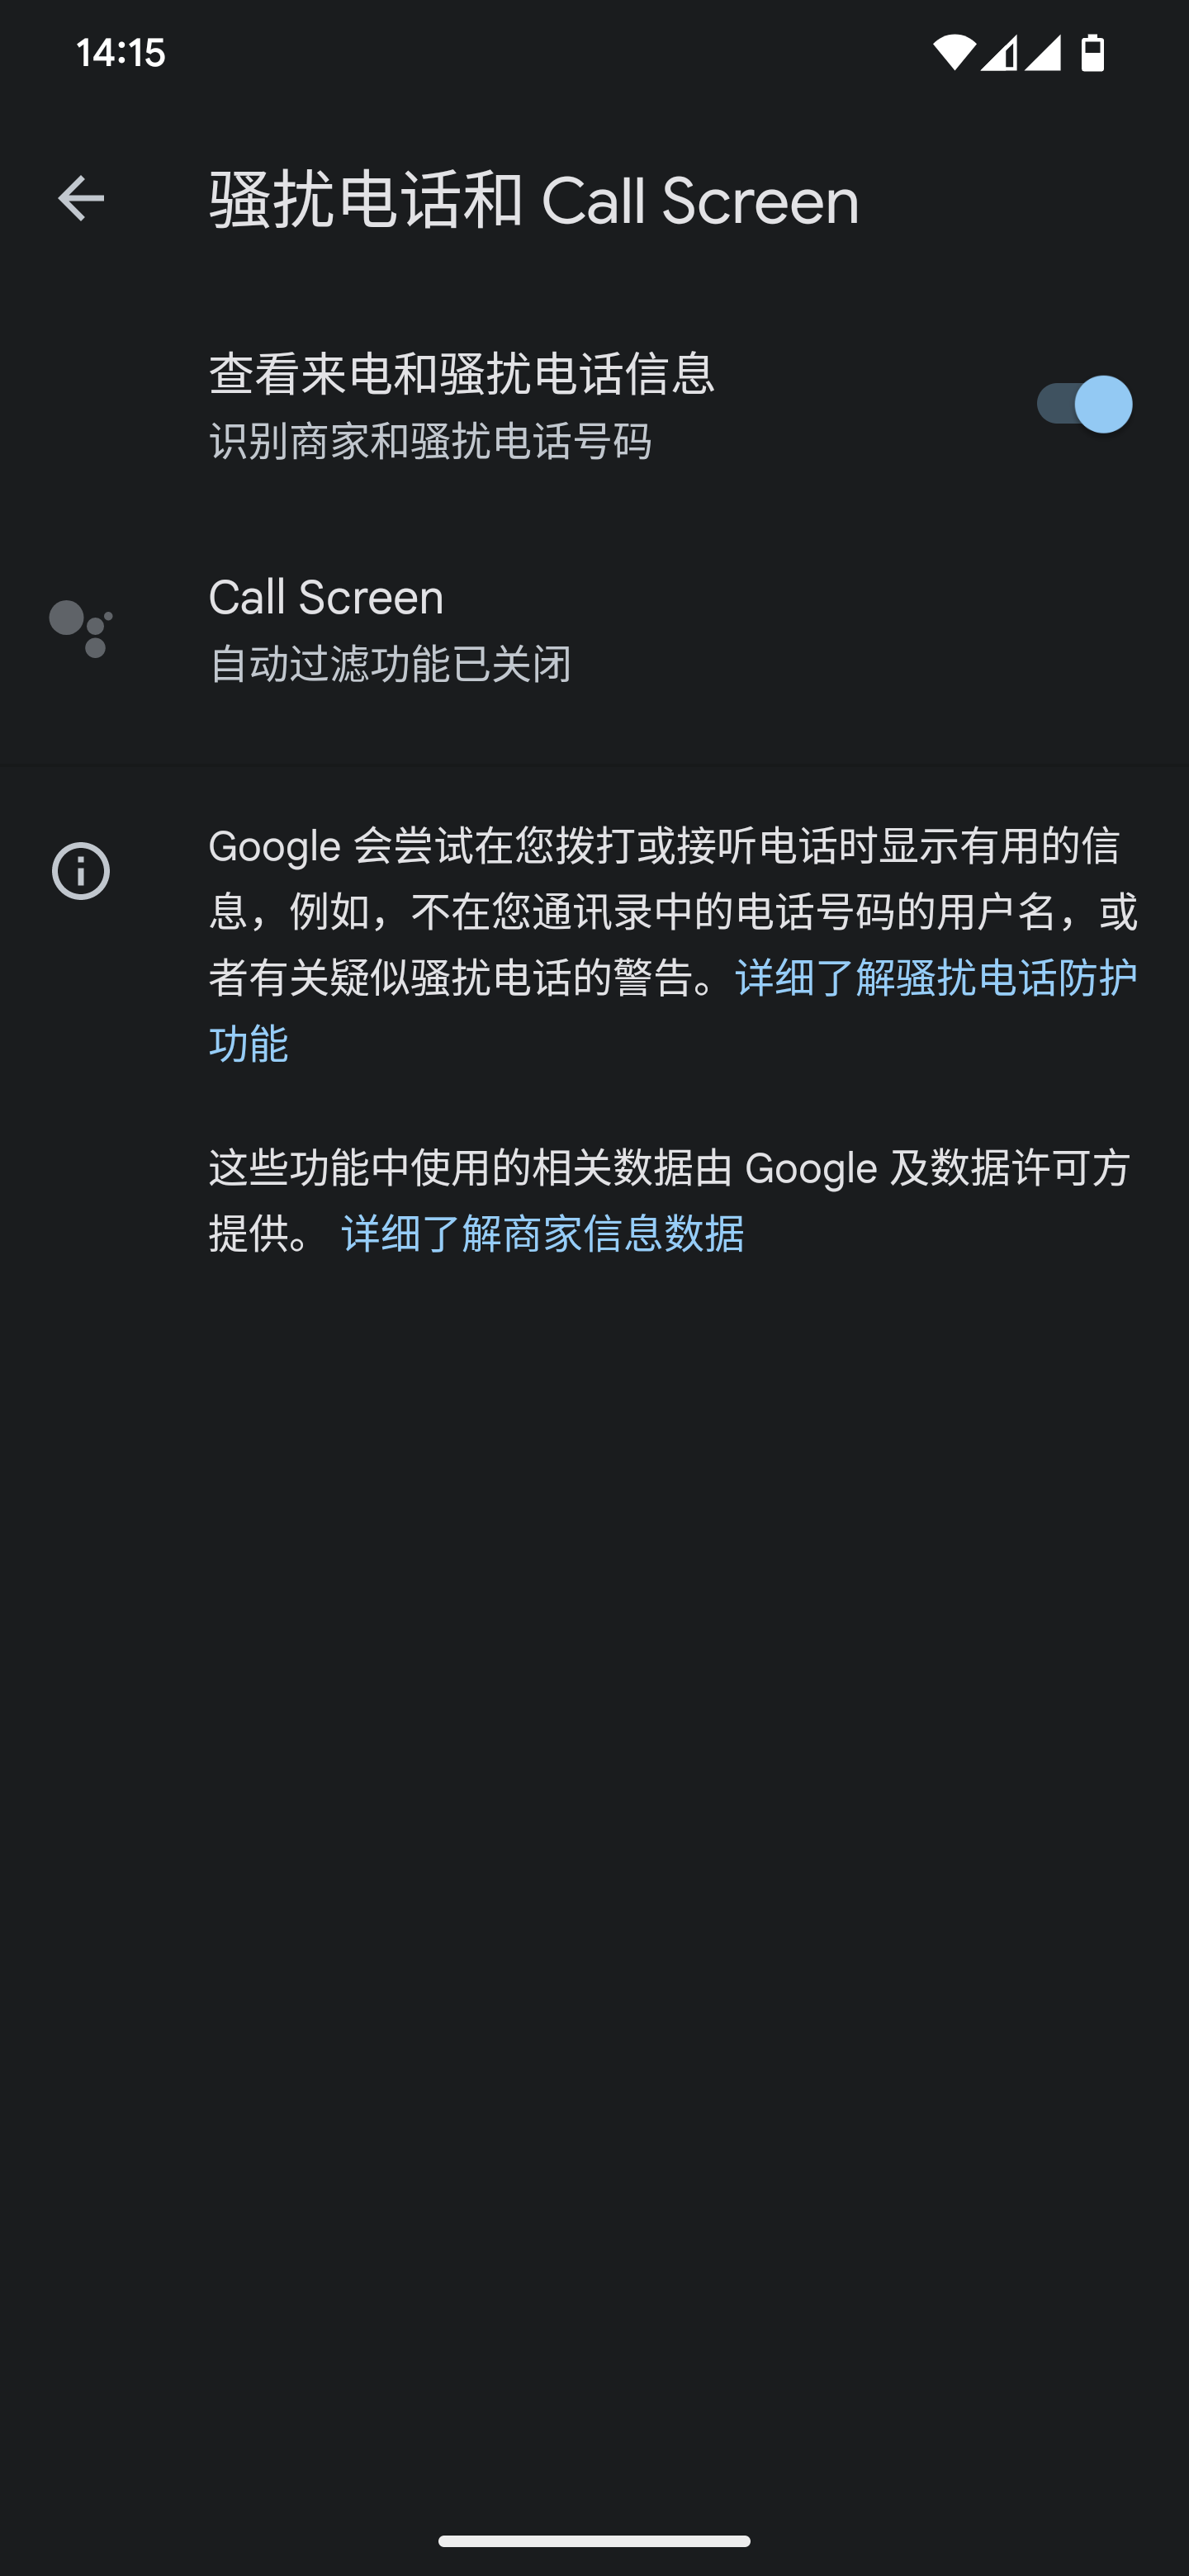 14:15
骚扰电话和 Call Screen
查看来电和骚扰电话信息
识别商家和骚扰电话号码
Call Screen
自动过滤功能已关闭
Google 会尝试在您拨打或接听电话时显示有用的信
息，例如，不在您通讯录中的电话号码的用户名，或
者有关疑似骚扰电话的警告。详细了解骚扰电话防护
功能
这些功能中使用的相关数据由 Google 及数据许可方
提供。 详细了解商家信息数据